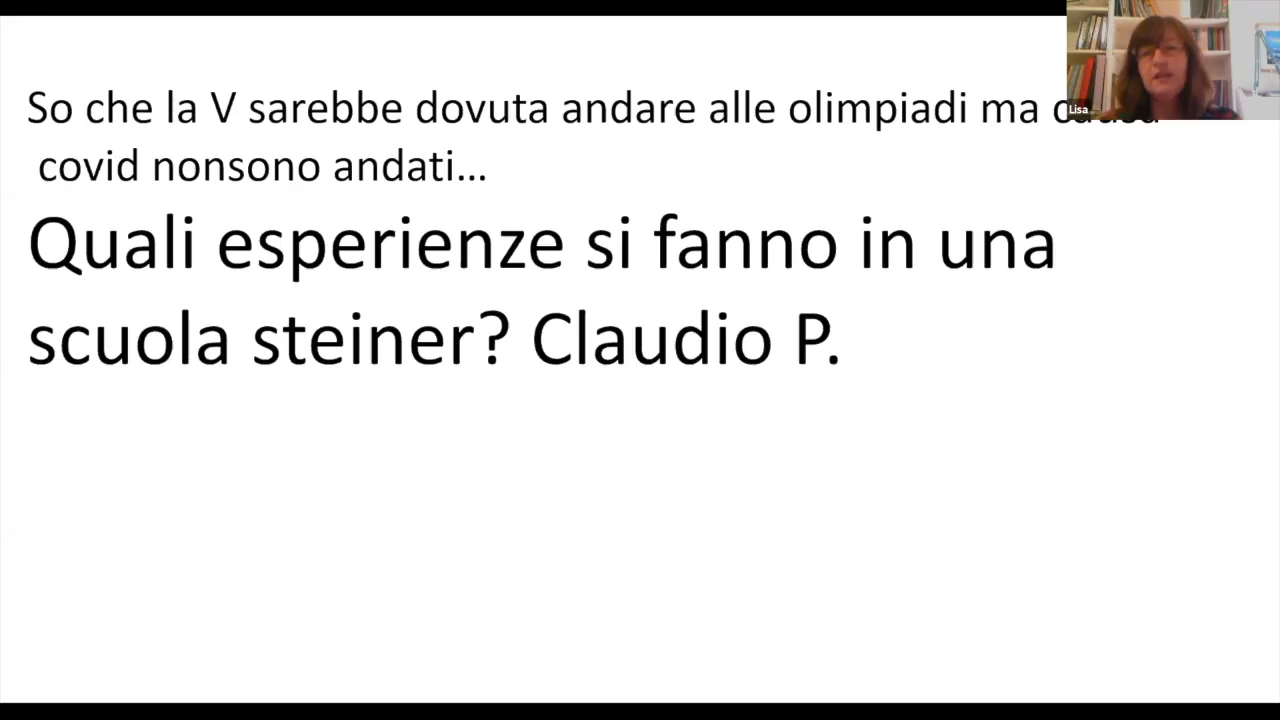 So che la V sarebbe dovuta andare alle olimpiadi ma
covid nonsono andati...
Quali esperienze si fanno in una
scuola steiner? Claudio P.
Lisa